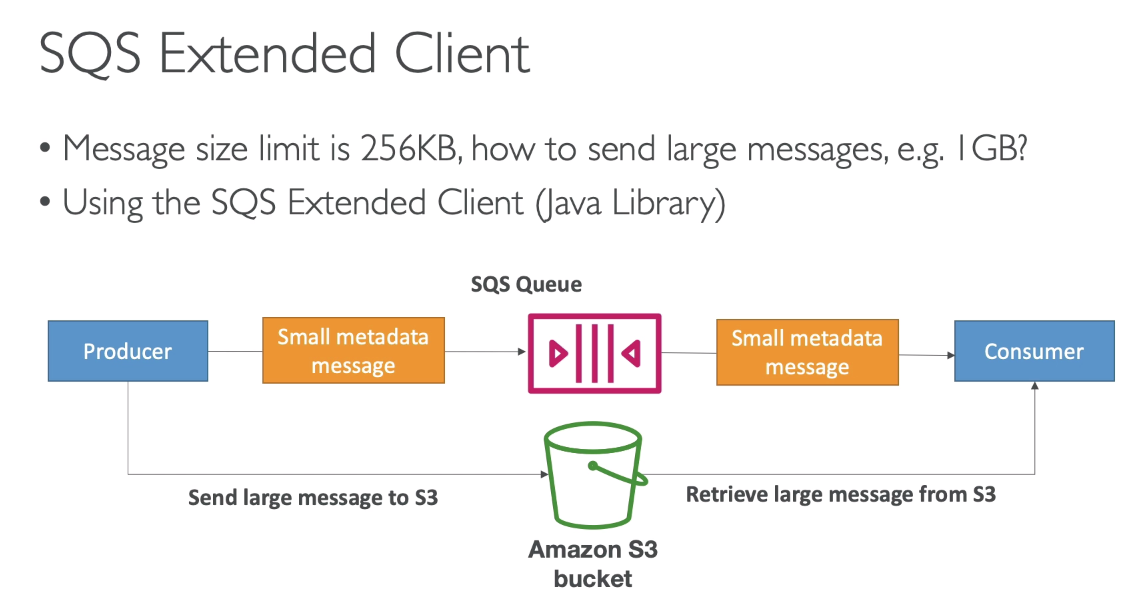 SQS Extended Client
• Message size limit is 256KB, how to send large messages, e.g. 1GB?
• Using the SQS Extended Client (Java Library)
SQS Queue
Producer
Small metadata
message
Small metadata
message
Consumer
Send large message to S3
Retrieve large message from S3
Amazon S3
bucket